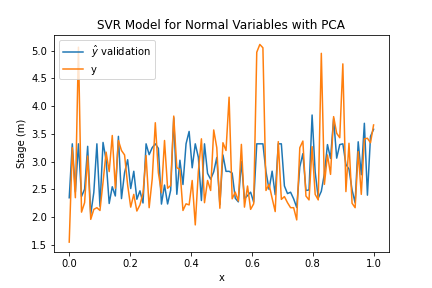 SVR Model for Normal Variables with PCA
ŷ validation
y
Stage (m)
5.0
4.5
4.0
3.5
3.0
2.5
2.0
1.5
0.0 0.2 0.4 0.6 0.8 1.0
x